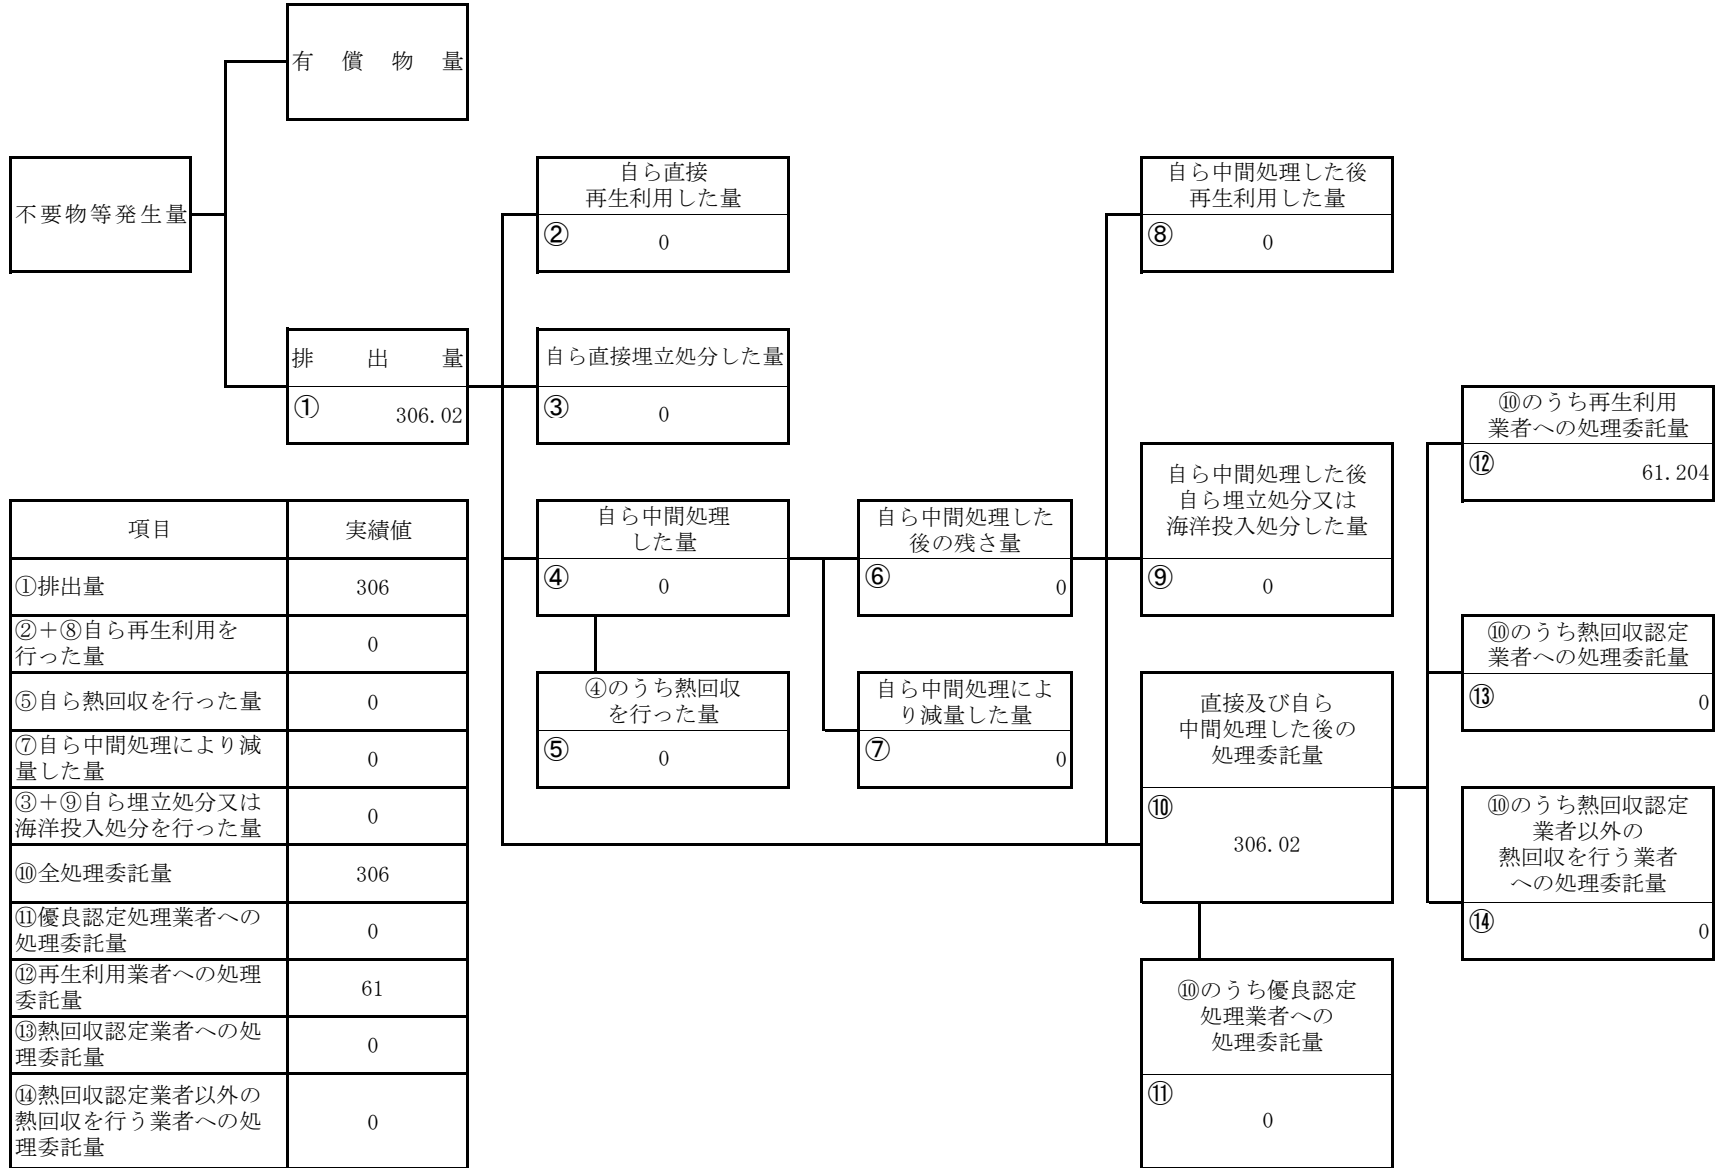 有償物量
不要物等発生量
排出量
① 306.02
自ら直接
再生利用した量
② 0
自ら直接埋立処分した量
③ 0
自ら中間処理
した量
④ 0
④のうち熱回収
を行った量
⑤ 0
自ら中間処理した
後の残さ量
⑥ 0
自ら中間処理によ
り減量した量
⑦ 0
自ら中間処理した後
再生利用した量
⑧ 0
自ら中間処理した後
自ら埋立処分又は
海洋投入処分した量
⑨ 0
直接及び自ら
中間処理した後の
処理委託量
⑩
306.02
⑩のうち優良認定
処理業者への
処理委託量
⑪
0
⑩のうち再生利用
業者への処理委託量
⑫ 61.204
⑩のうち熱回収認定
業者への処理委託量
⑬ 0
⑩のうち熱回収認定
業者以外の
熱回収を行う業者
への処理委託量
⑭ 0
項目 実績値
①排出量 306
②+⑧自ら再生利用を
行った量 0
⑤自ら熱回収を行った量 0
⑦自ら中間処理により減
量した量 0
③+⑨自ら埋立処分又は
海洋投入処分を行った量 0
⑩全処理委託量 306
⑪優良認定処理業者への
処理委託量 0
⑫再生利用業者への処理
委託量 61
⑬熱回収認定業者への処
理委託量 0
⑭熱回収認定業者以外の
熱回収を行う業者への処
理委託量 0